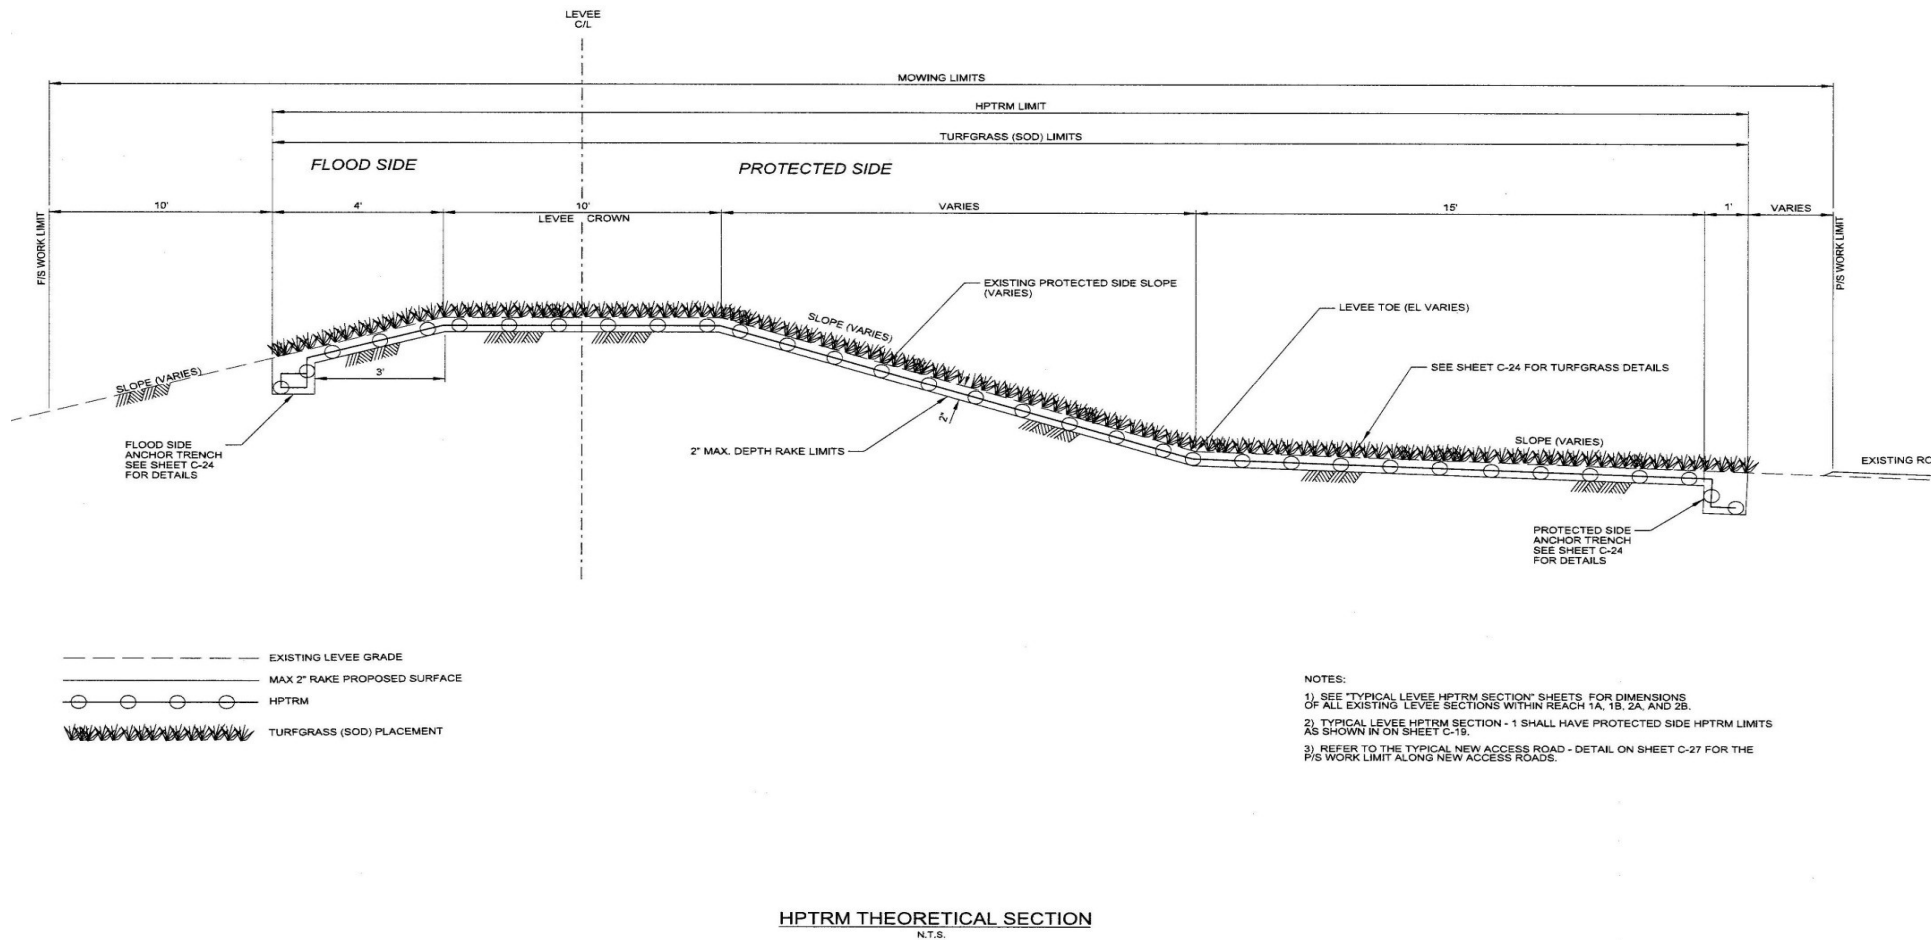 LEVEE
C/L
MOWING LIMITS
HPTRM LIMIT
TURFGRASS (SOD) LIMITS
FLOOD SIDE
PROTECTED SIDE
F/S WORK LIMIT
10'
4'
10'
LEVEE CROWN
VARIES
15'
1'
VARIES
P/S WORK LIMIT
EXISTING PROTECTED SIDE SLOPE
(VARIES)
SLOPE (VARIES)
LEVEE TOE (EL VARIES)
SLOPE (VARIES)
3'
SEE SHEET C-24 FOR TURFGRASS DETAILS
2"
FLOOD SIDE
ANCHOR TRENCH
SEE SHEET C-24
FOR DETAILS
2" MAX. DEPTH RAKE LIMITS
SLOPE (VARIES)
EXISTING RO
PROTECTED SIDE
ANCHOR TRENCH
SEE SHEET C-24
FOR DETAILS
EXISTING LEVEE GRADE
MAX 2" RAKE PROPOSED SURFACE
HPTRM
TURFGRASS (SOD) PLACEMENT
NOTES:
1) SEE "TYPICAL LEVEE HPTRM SECTION" SHEETS FOR DIMENSIONS
OF ALL EXISTING LEVEE SECTIONS WITHIN REACH 1A, 1B, 2A, AND 2B.
2) TYPICAL LEVEE HPTRM SECTION - 1 SHALL HAVE PROTECTED SIDE HPTRM LIMITS
AS SHOWN IN ON SHEET C-19.
3) REFER TO THE TYPICAL NEW ACCESS ROAD - DETAIL ON SHEET C-27 FOR THE
P/S WORK LIMIT ALONG NEW ACCESS ROADS.
HPTRM THEORETICAL SECTION
N.T.S.